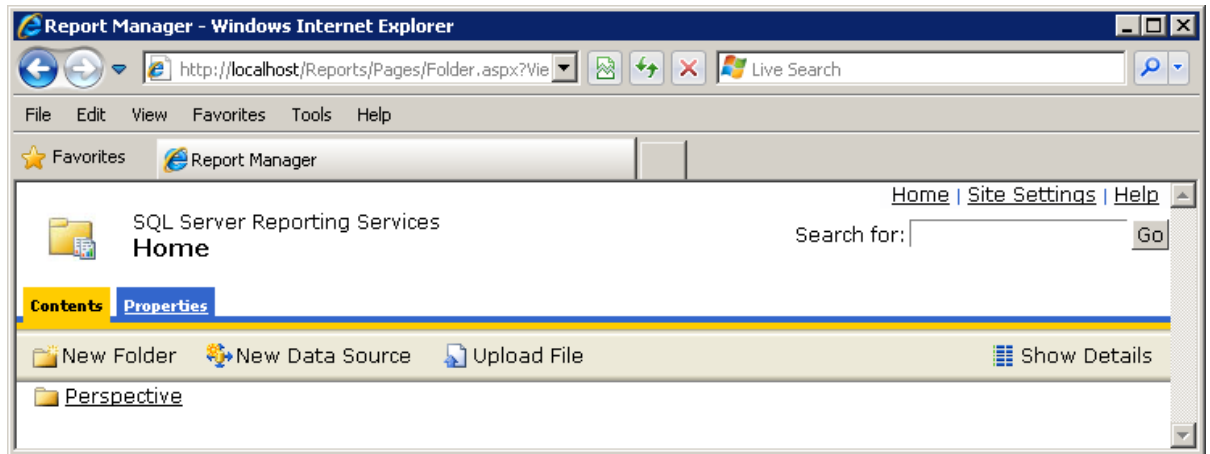 Report Manager - Windows Internet Explorer
http://localhost/Reports/Pages/Folder.aspx?Vie
Live Search
File Edit View Favorites Tools Help
Favorites
Report Manager
Home | Site Settings | Help
SQL Server Reporting Services
Home
Search for:
Go
Contents Properties
New Folder New Data Source Upload File Show Details
Perspective